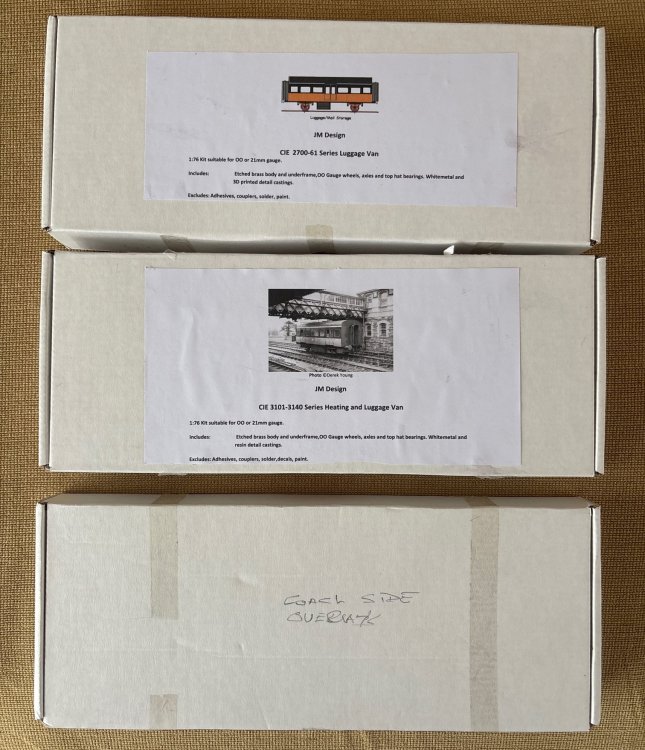 Luggage/Mail Storage
JM Design
CIE 2700-61 Series Luggage Van
1:76 Kit suitable for OO or 21mm gauge.
Includes: Etched brass body and underframe,OO Gauge wheels, axles and top hat bearings. Whitemetal and
3D printed detail castings.
Excludes: Adhesives, couplers, solder, paint.
Photo ©Derek Young
JM Design
CIE 3101-3140 Series Heating and Luggage Van
1:76 Kit suitable for OO or 21mm gauge.
Includes: Etched brass body and underframe,OO Gauge wheels, axles and top hat bearings. Whitemetal and
resin detail castings.
Excludes: Adhesives, couplers, solder,decals, paint.
COACH SIDE